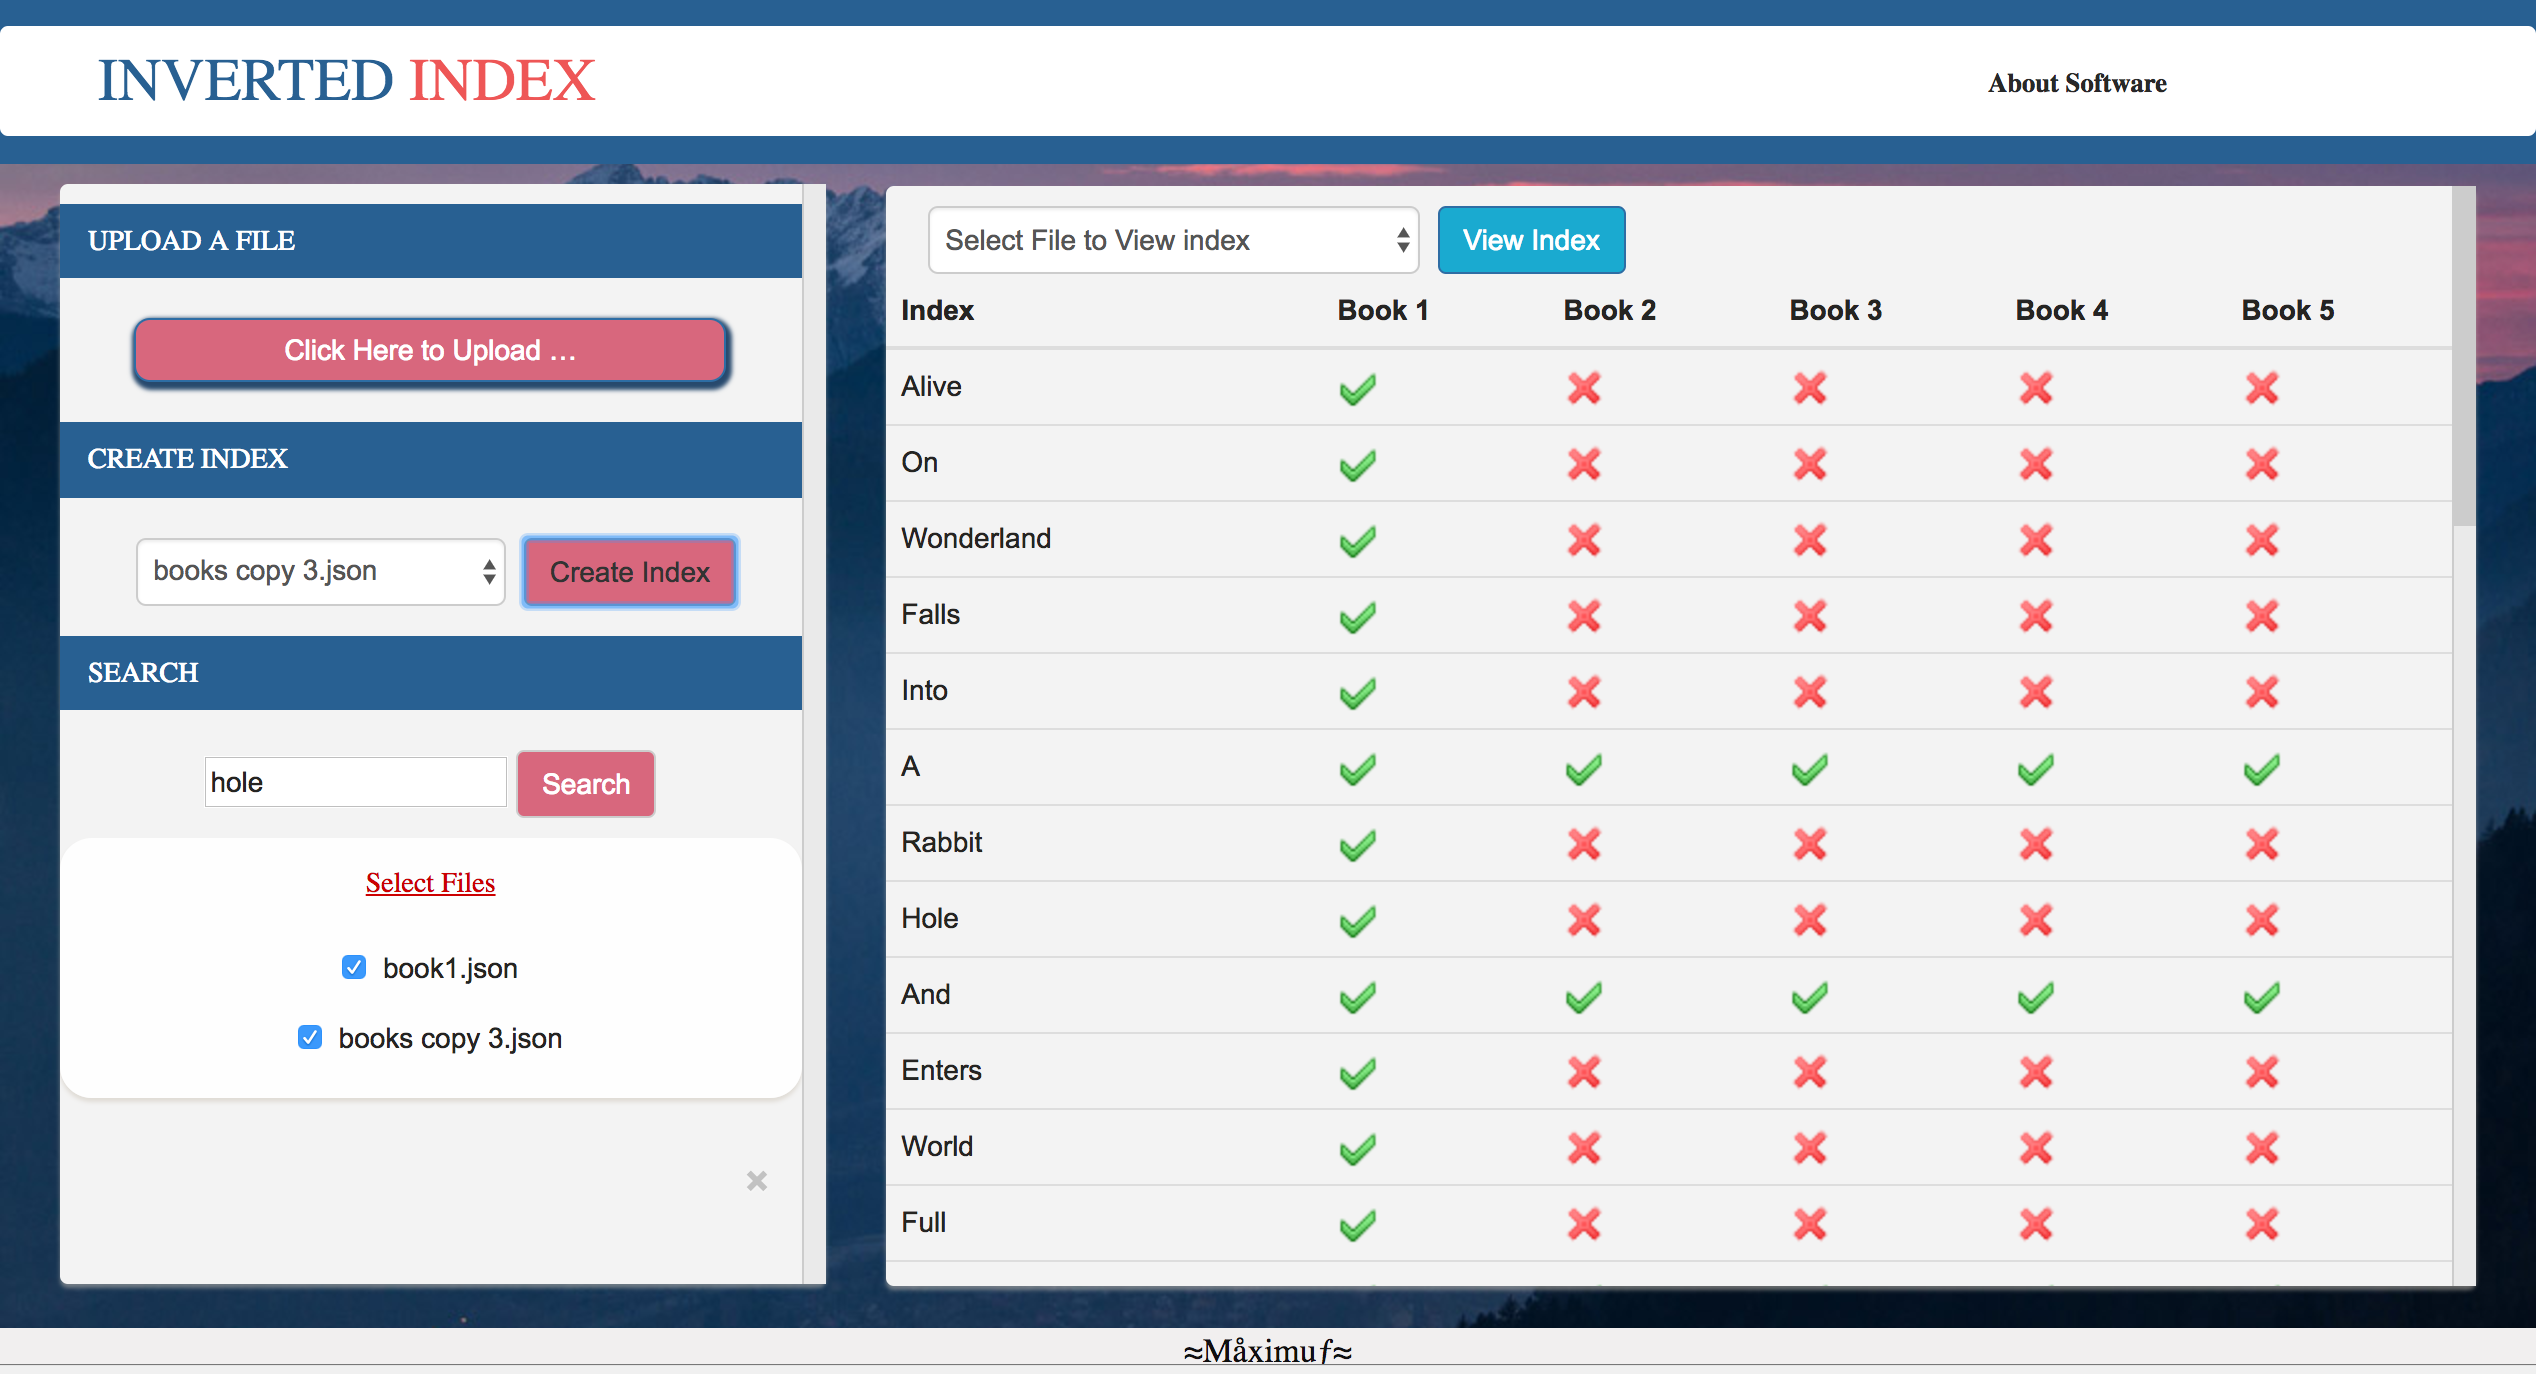 INVERTED INDEX
About Software
UPLOAD A FILE
Click Here to Upload ...
CREATE INDEX
books copy 3.json
Create Index
SEARCH
hole
Search
Select Files
book1.json
books copy 3.json
Select File to View index
View Index
Index Book 1 Book 2 Book 3 Book 4 Book 5
Alive
On
Wonderland
Falls
Into
A
Rabbit
Hole
And
Enters
World
Full
≈Måximuƒ≈